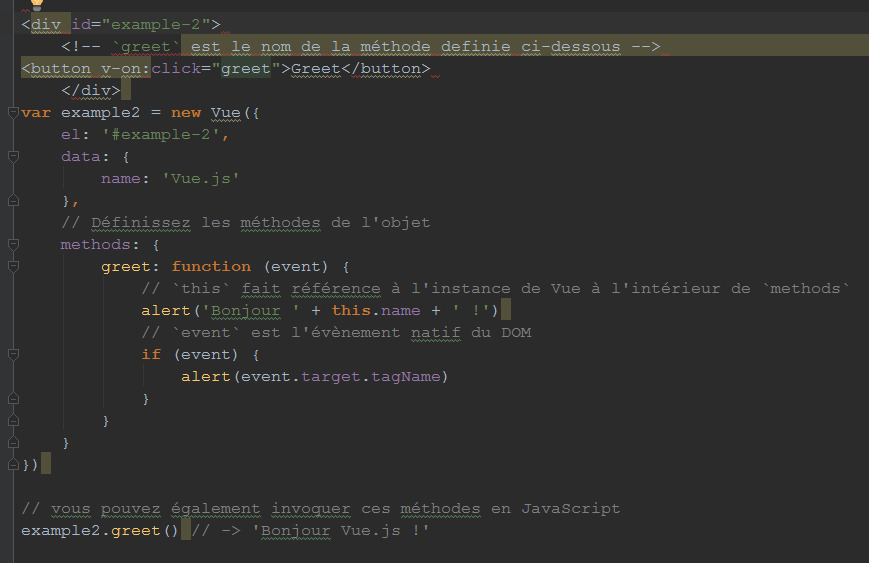 <div id="example-2">
    <!-- `greet` est le nom de la méthode definie ci-dessous -->
<button v-on:click="greet">Greet</button>
    </div>
var example2 = new Vue({
    el: '#example-2',
    data: {
        name: 'Vue.js'
    },
    // Définissez les méthodes de l'objet
    methods: {
        greet: function (event) {
            // `this` fait référence à l'instance de Vue à l'intérieur de `methods`
            alert('Bonjour ' + this.name + ' !')
            // `event` est l'évènement natif du DOM
            if (event) {
                alert(event.target.tagName)
            }
        }
    }
})
// vous pouvez également invoquer ces méthodes en JavaScript
example2.greet() // -> 'Bonjour Vue.js !'